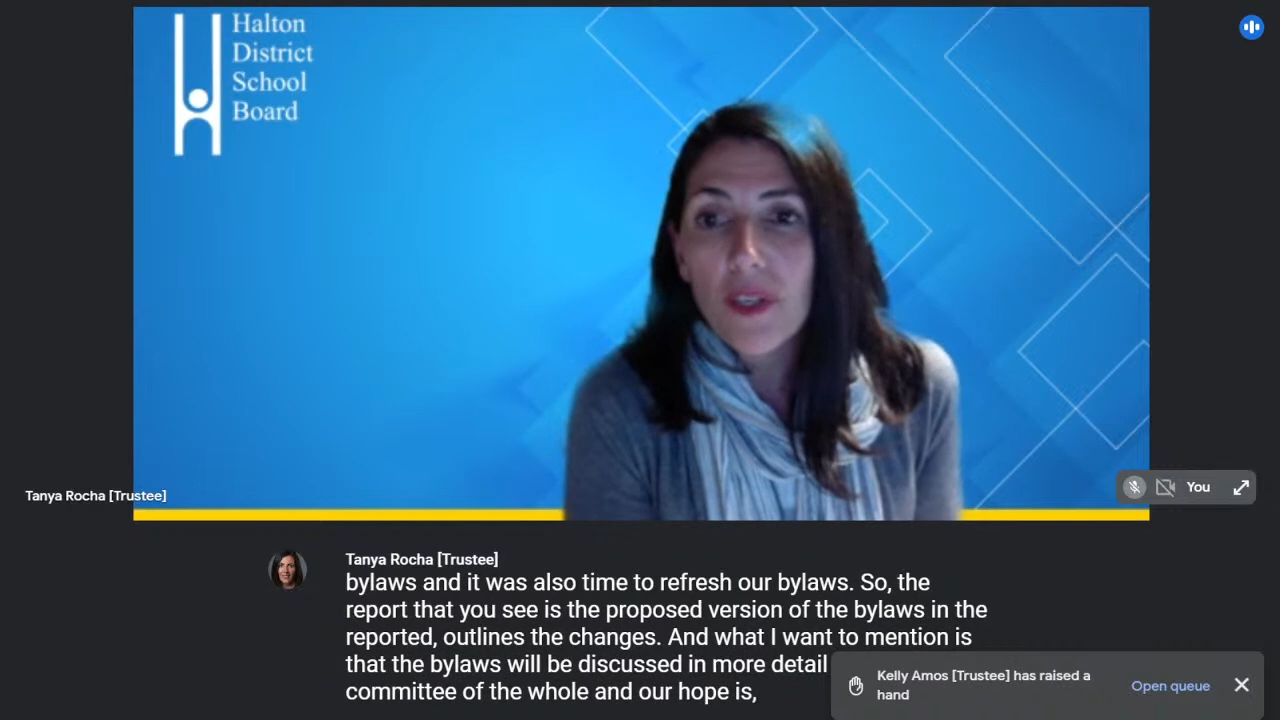 Halton
District
School
Board
Tanya Rocha [Trustee]
You
Tanya Rocha [Trustee]
bylaws and it was also time to refresh our bylaws. So, the
report that you see is the proposed version of the bylaws in the
reported, outlines the changes. And what I want to mention is
that the bylaws will be discussed in more detail
committee of the whole and our hope is,
Kelly Amos [Trustee] has raised a
hand
Open queue